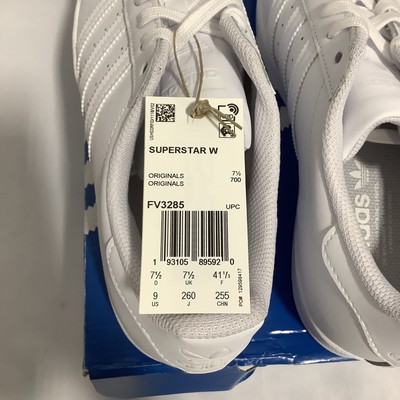 SUPERSTAR W
ORIGINALS 7½
ORIGINALS 700
FV3285 UPC
1 93105 89592 0
7½ 7½ 41⅓
D UK F
9 260 255
US J CHN
adidas